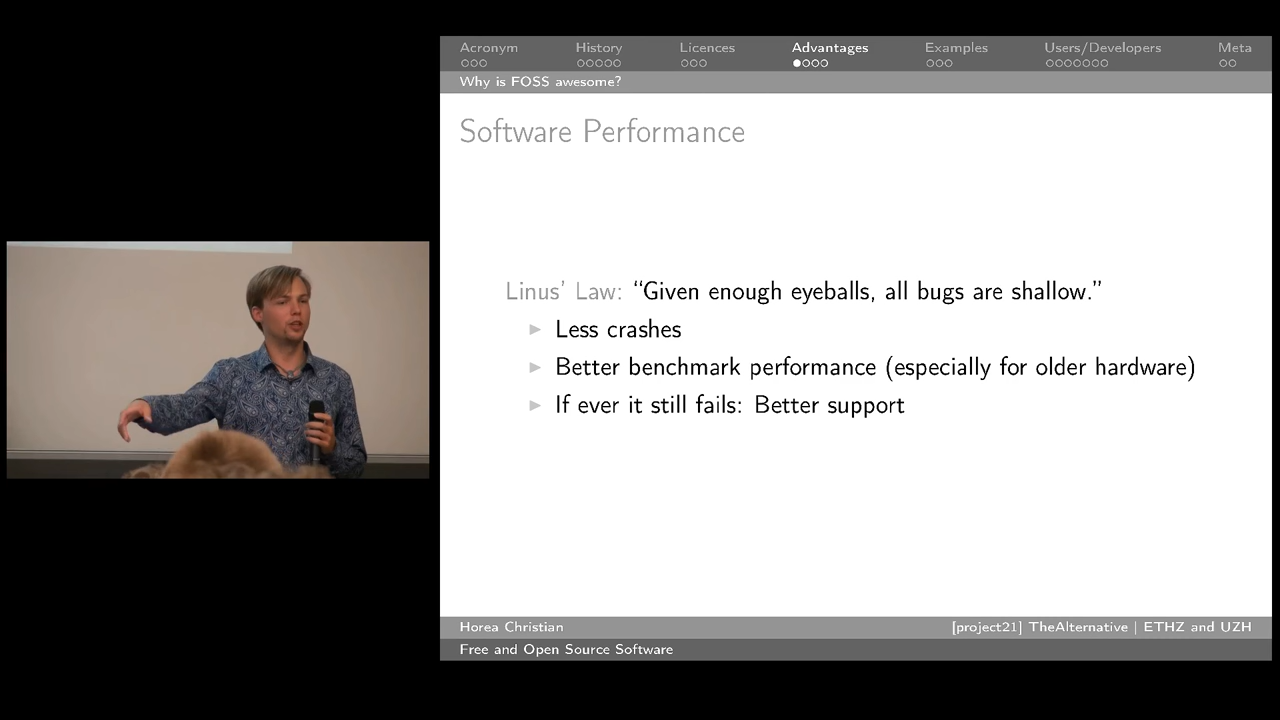 Acronym History Licences Advantages Examples Users/Developers Meta
Why is FOSS awesome?
Software Performance
Linus' Law: “Given enough eyeballs, all bugs are shallow.”
Less crashes
Better benchmark performance (especially for older hardware)
If ever it still fails: Better support
Horea Christian [project21] TheAlternative | ETHZ and UZH
Free and Open Source Software